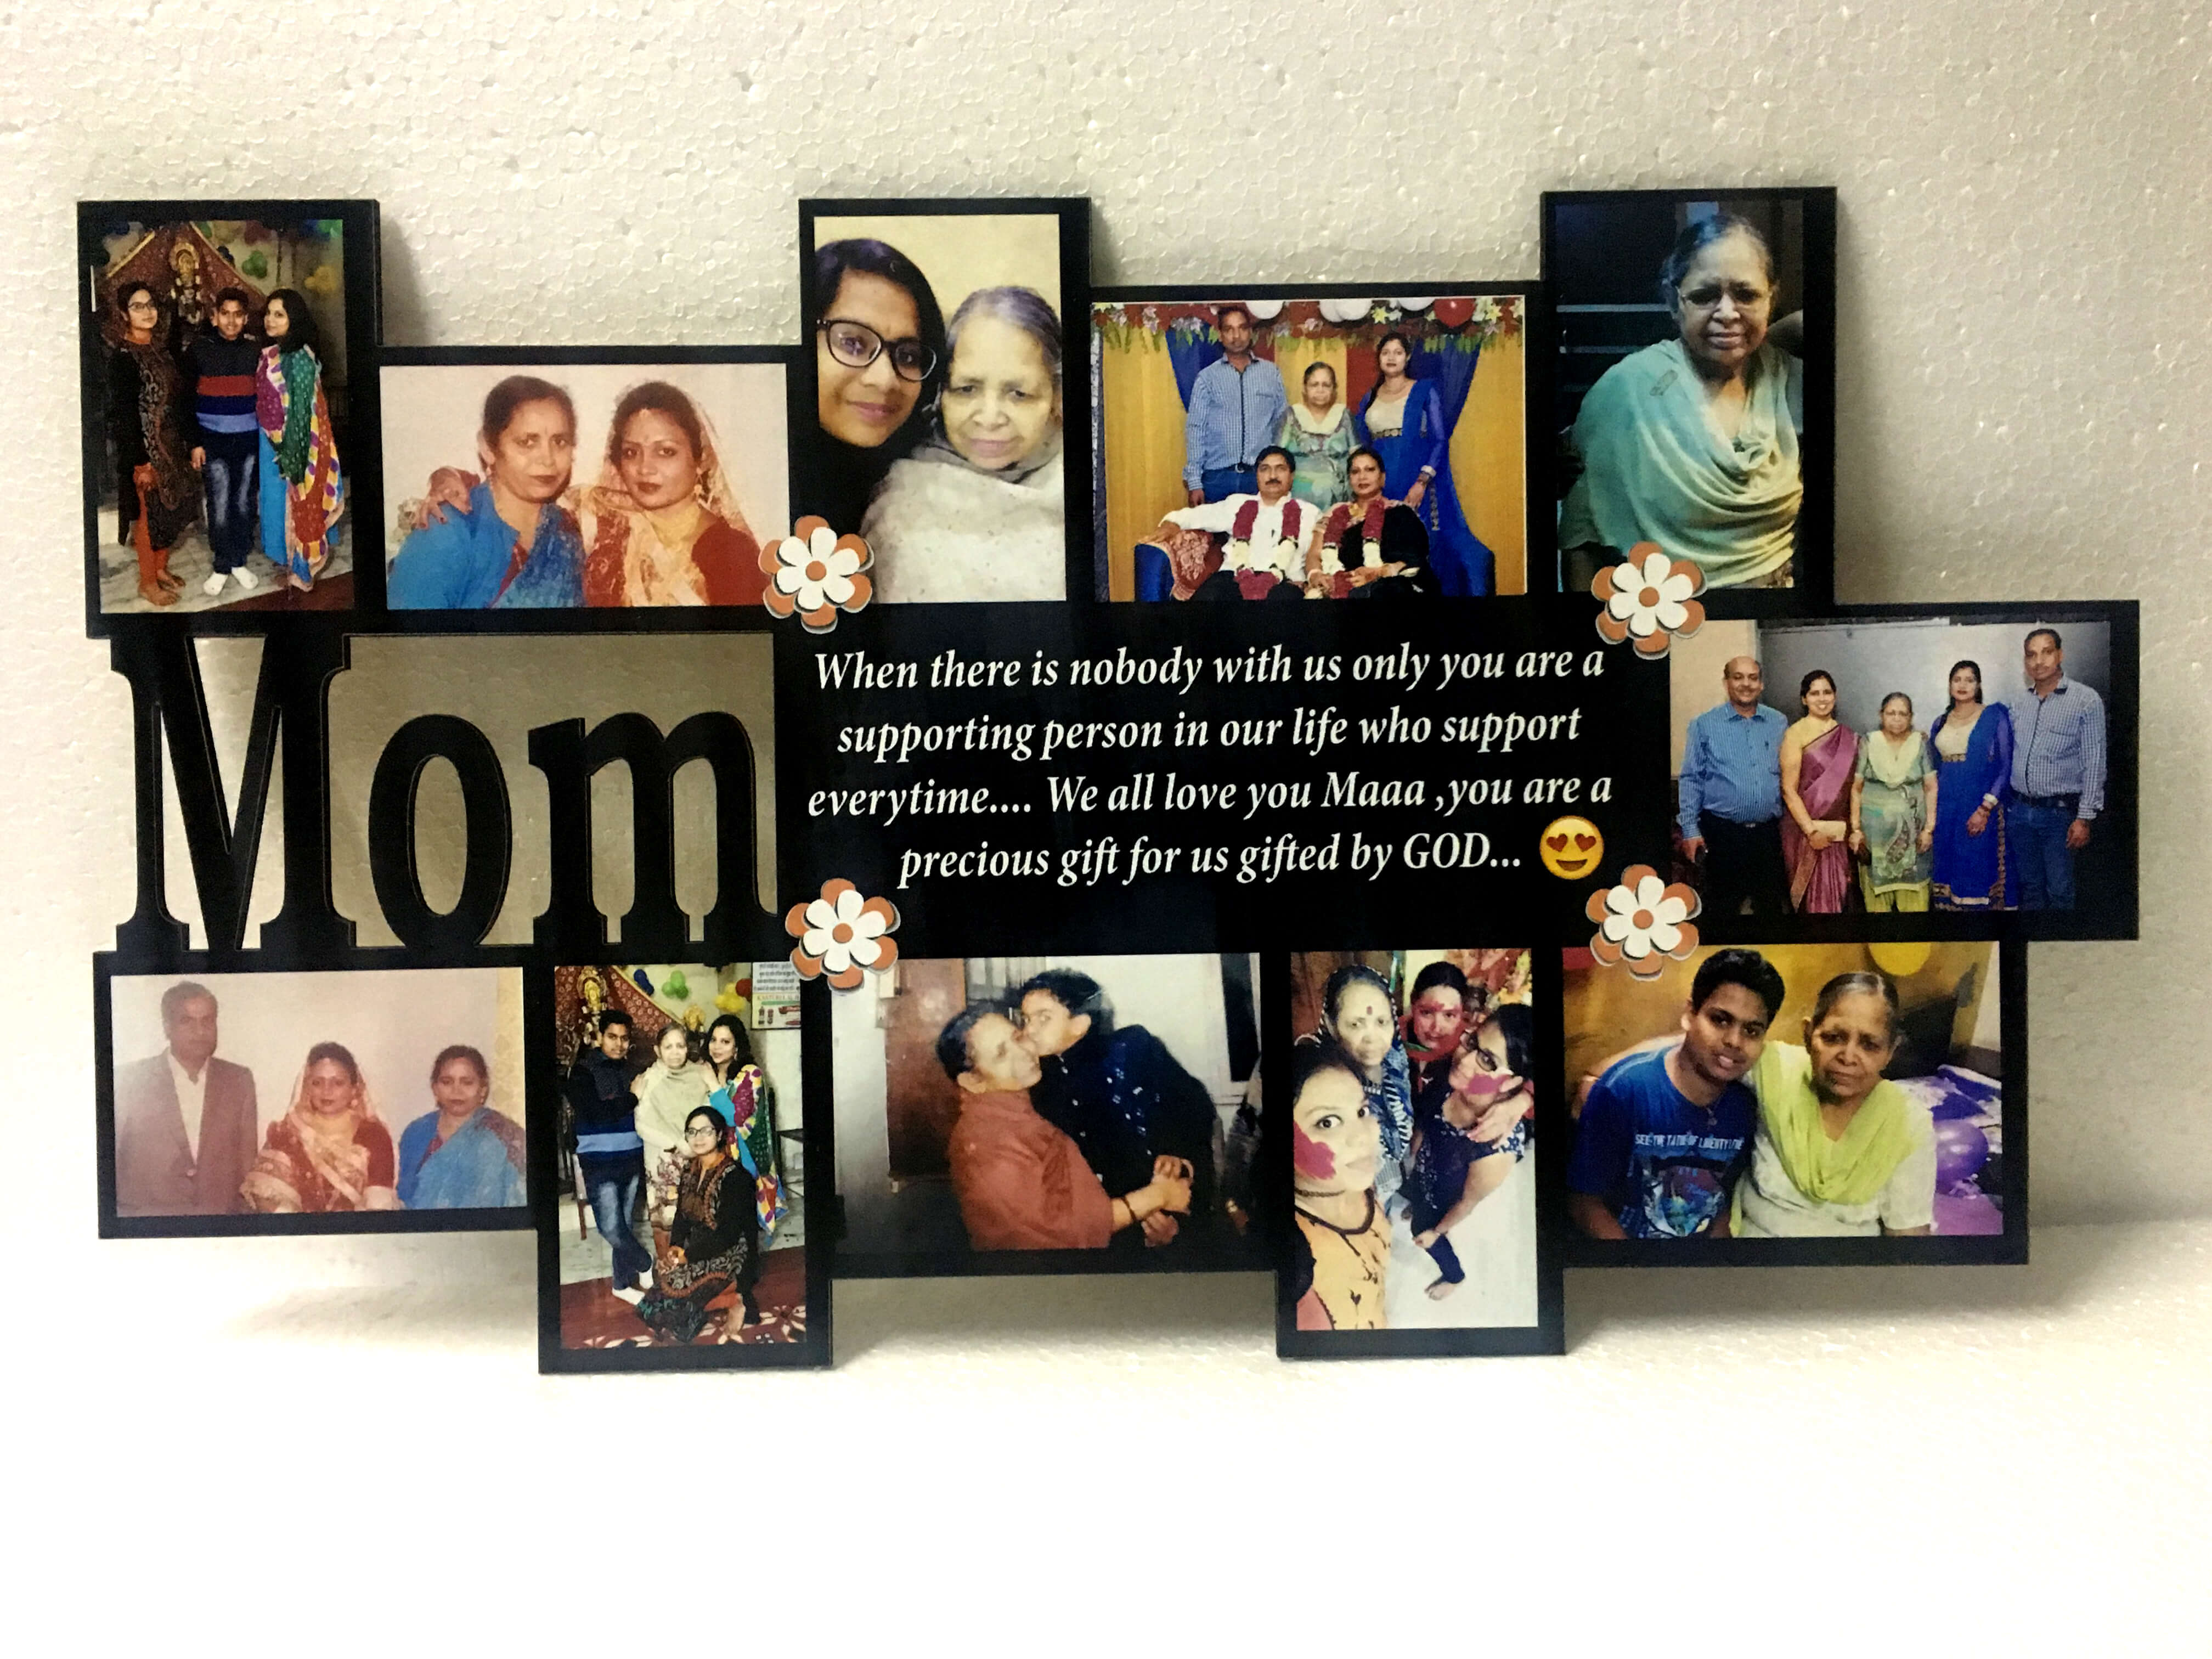 Mom
When there is nobody with us only you are a
supporting person in our life who support
everytime.... We all love you Maaa ,you are a
precious gift for us gifted by GOD... 😍